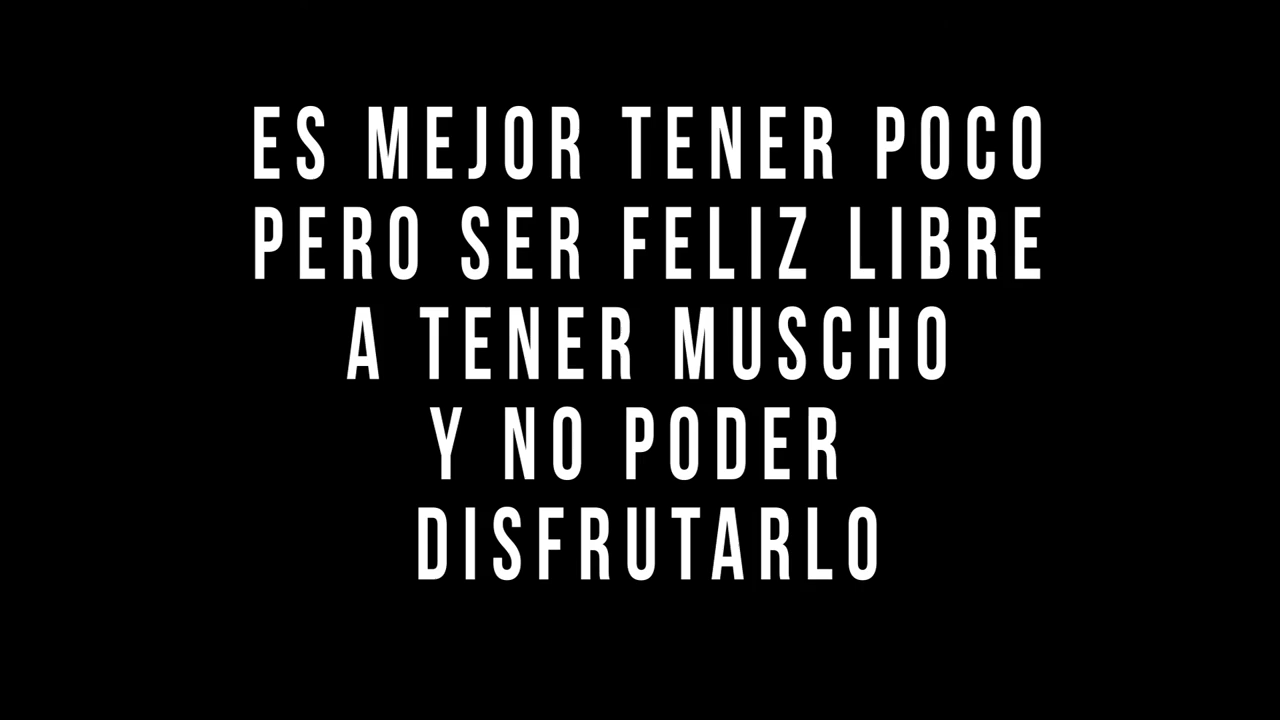 ES MEJOR TENER POCO
PERO SER FELIZ LIBRE
A TENER MUSCHO
Y NO PODER
DISFRUTARLO